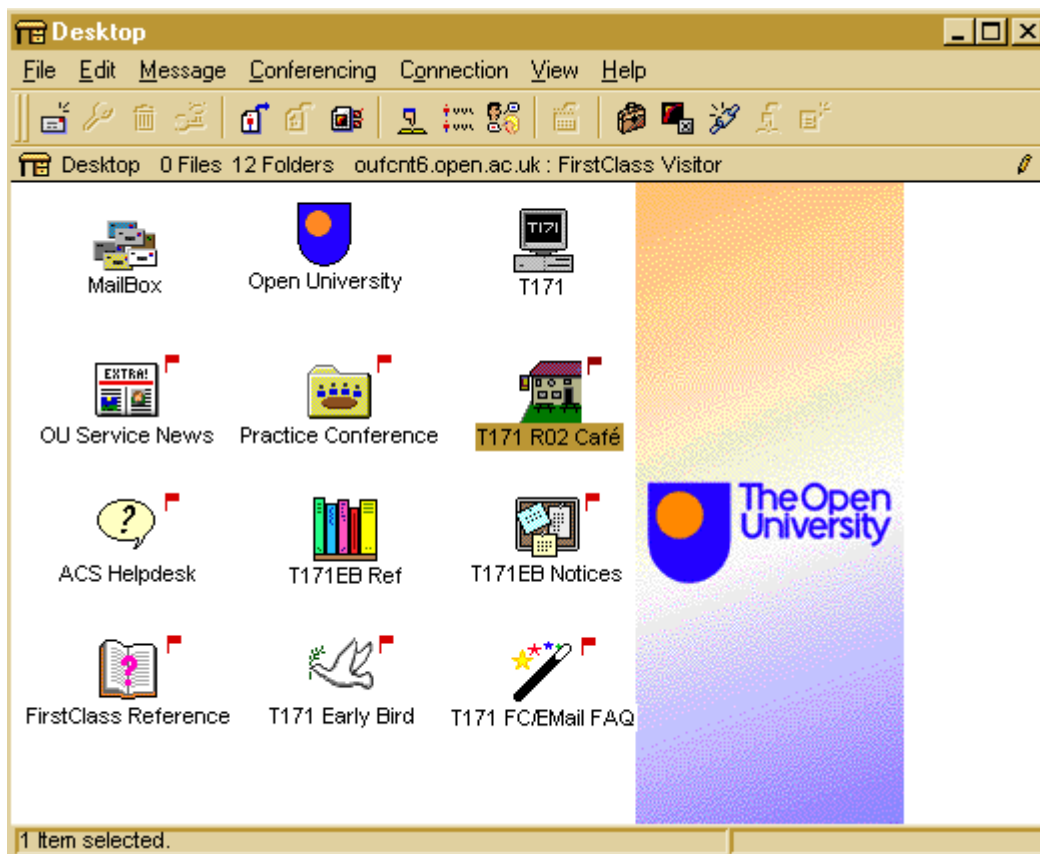 Desktop
File Edit Message Conferencing Connection View Help
Desktop 0 Files 12 Folders oufcnt6.open.ac.uk : FirstClass Visitor
MailBox
Open University
T171
T171
EXTRA!
OU Service News
Practice Conference
T171 R02 Café
?
ACS Helpdesk
T171EB Ref
T171EB Notices
The Open
University
?
FirstClass Reference
T171 Early Bird
T171 FC/EMail FAQ
1 Item selected.